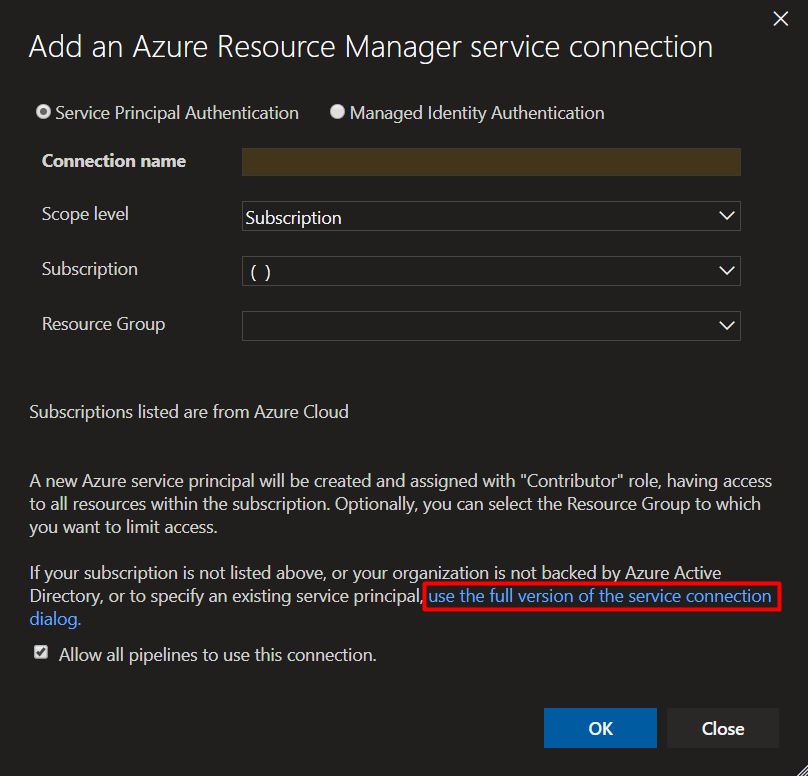 Add an Azure Resource Manager service connection
Service Principal Authentication Managed Identity Authentication
Connection name
Scope level Subscription
Subscription ( )
Resource Group
Subscriptions listed are from Azure Cloud
A new Azure service principal will be created and assigned with "Contributor" role, having access
to all resources within the subscription. Optionally, you can select the Resource Group to which
you want to limit access.
If your subscription is not listed above, or your organization is not backed by Azure Active
Directory, or to specify an existing service principal, use the full version of the service connection
dialog.
Allow all pipelines to use this connection.
OK Close